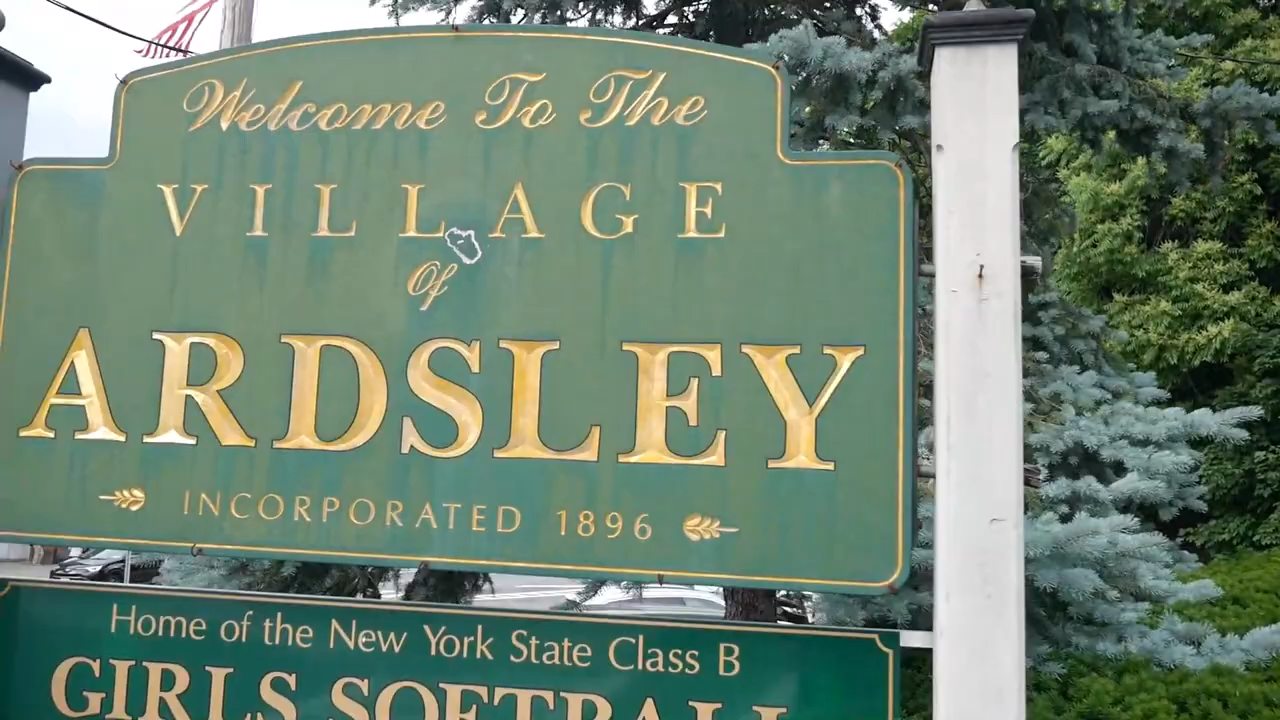 Welcome To The
VILLAGE
Of
ARDSLEY
INCORPORATED 1896
Home of the New York State Class B
GIRLS SOFTBALL